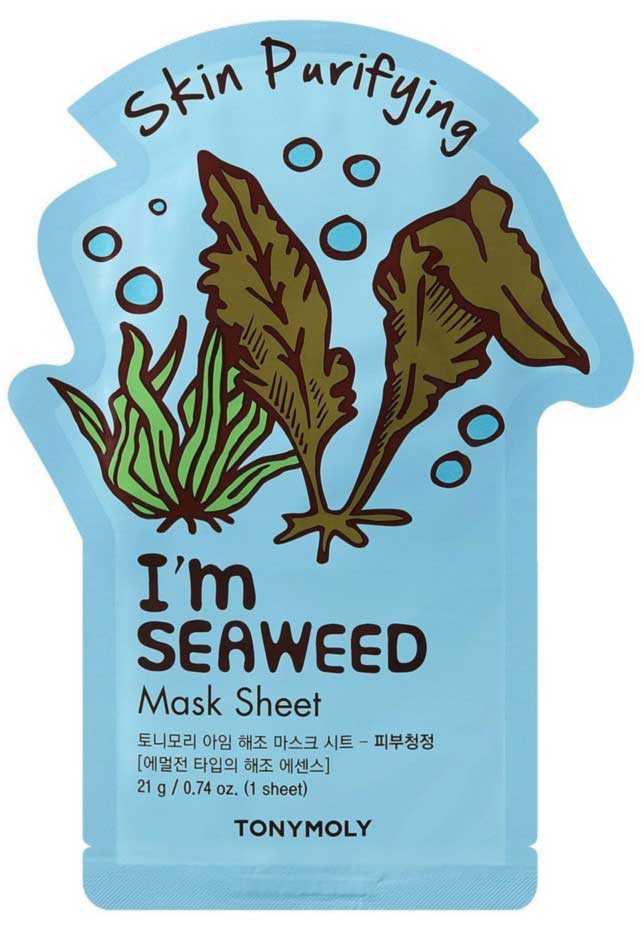 Skin Purifying
I'm
SEAWEED
Mask Sheet
토니모리 아임 해조 마스크 시트 - 피부청정
[에멀전 타입의 해조 에센스]
21 g / 0.74 oz. (1 sheet)
TONYMOLY